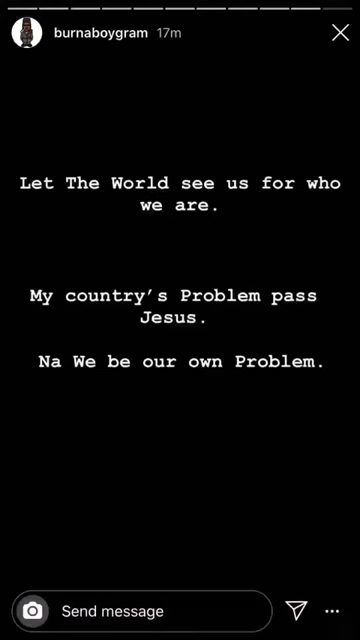 burnaboygram 17m
Let The World see us for who
we are.
My country's Problem pass
Jesus.
Na We be our own Problem.
Send message